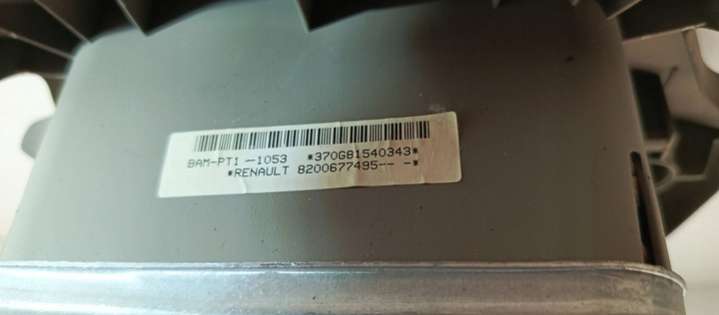 BAM-PT1-1053 *370GB1540343*
*RENAULT 8200677495-- -*